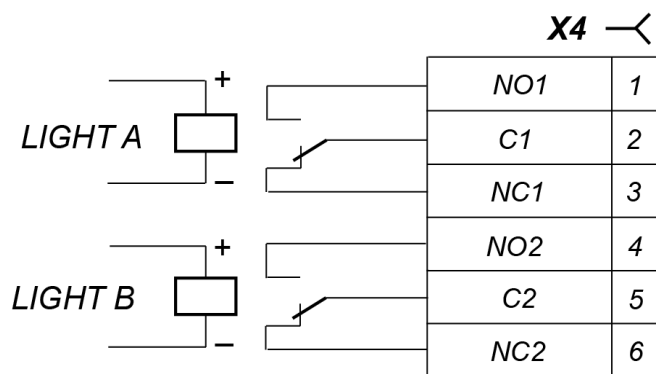 X4
+
NO1 1
LIGHT A
C1 2
–
NC1 3
+
NO2 4
LIGHT B
C2 5
–
NC2 6